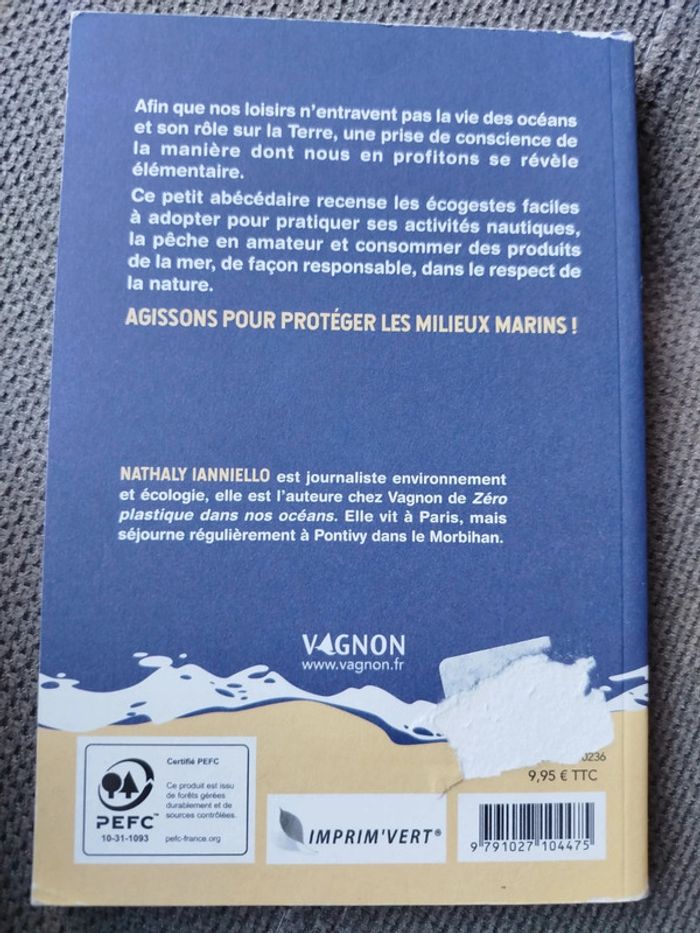 Afin que nos loisirs n'entravent pas la vie des océans
et son rôle sur la Terre, une prise de conscience de
la manière dont nous en profitons se révèle
élémentaire.
Ce petit abécédaire recense les écogestes faciles
à adopter pour pratiquer ses activités nautiques,
la pêche en amateur et consommer des produits
de la mer, de façon responsable, dans le respect de
la nature.
AGISSONS POUR PROTÉGER LES MILIEUX MARINS !
NATHALY IANNIELLO est journaliste environnement
et écologie, elle est l'auteure chez Vagnon de Zéro
plastique dans nos océans. Elle vit à Paris, mais
séjourne régulièrement à Pontivy dans le Morbihan.
VAGNON
www.vagnon.fr
Certifié PEFC
Ce produit est issu
de forêts gérées
durablement et de
sources contrôlées.
pefc-france.org
PEFC™
10-31-1093
IMPRIM'VERT®
0236
9,95 € TTC
9 791027 104475